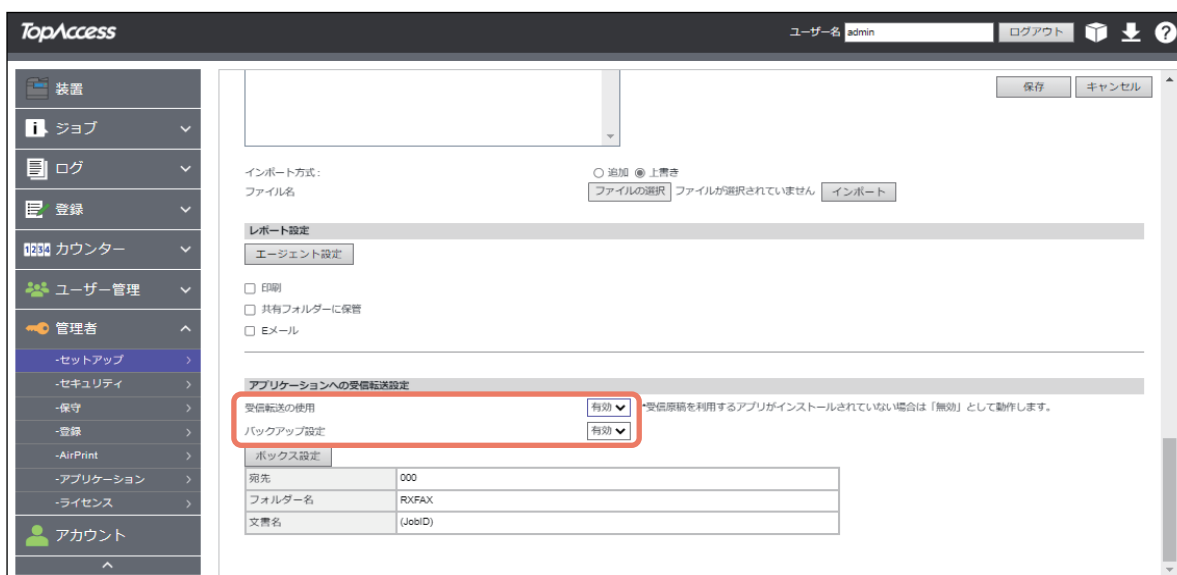 TopAccess
ユーザー名 admin ログアウト ?
装置
保存 キャンセル
i ジョブ
ログ
インポート方式: 追加 上書き
ファイル名 ファイルの選択 ファイルが選択されていません インポート
登録
レポート設定
1234 カウンター
エージェント設定
ユーザー管理
印刷
共有フォルダーに保管
管理者
Eメール
-セットアップ
-セキュリティ
アプリケーションへの受信転送設定
-保守
受信転送の使用 有効 *受信原稿を利用するアプリがインストールされていない場合は「無効」として動作します。
-登録
バックアップ設定 有効
-AirPrint
ボックス設定
-アプリケーション
宛先 000
-ライセンス
フォルダー名 RXFAX
文書名 (JobID)
アカウント